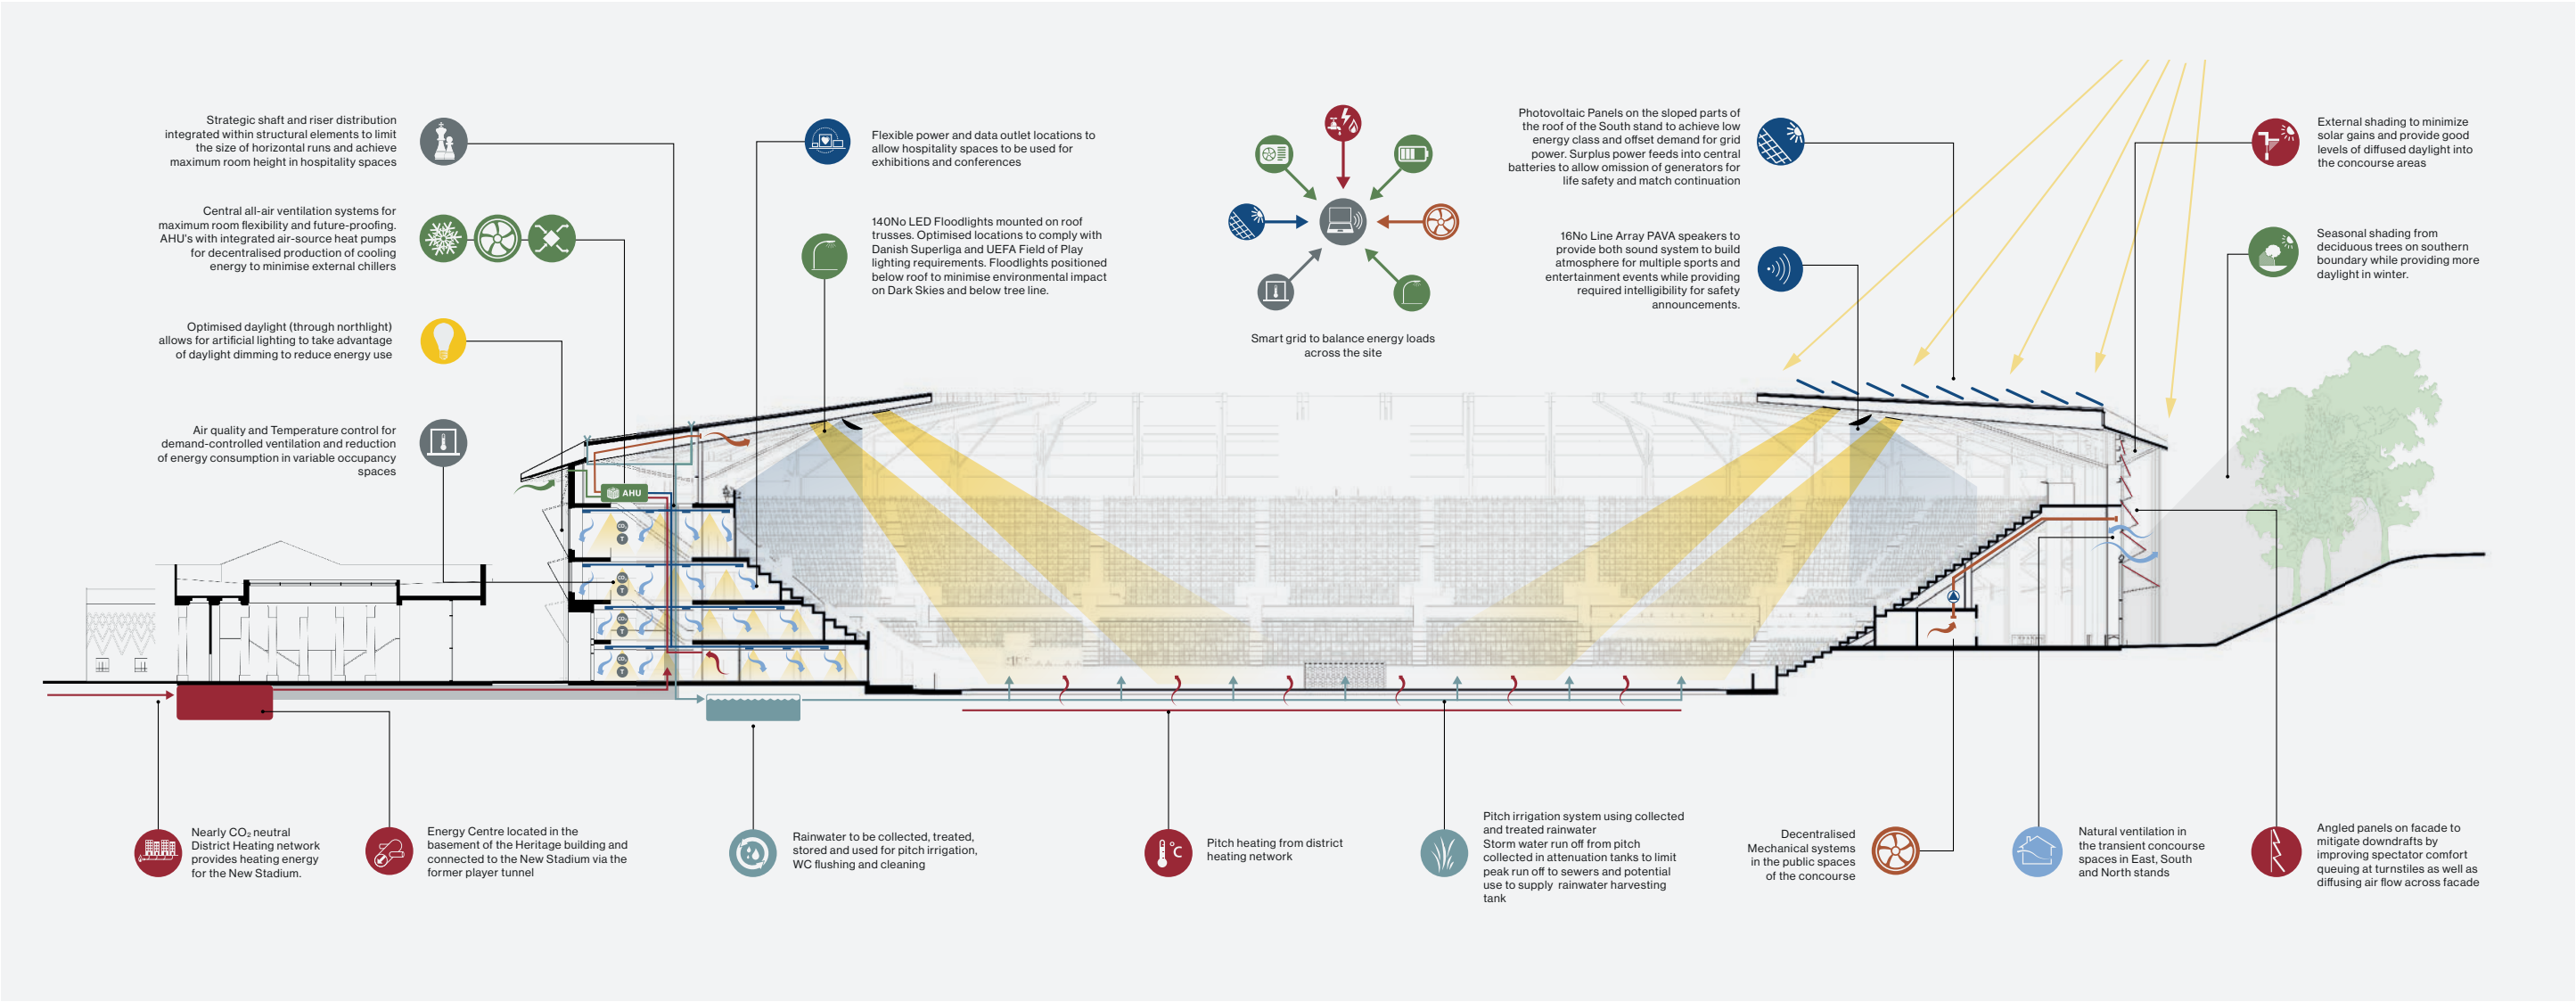 Strategic shaft and riser distribution
integrated within structural elements to limit
the size of horizontal runs and achieve
maximum room height in hospitality spaces
Central all-air ventilation systems for
maximum room flexibility and future-proofing.
AHU's with integrated air-source heat pumps
for decentralised production of cooling
energy to minimise external chillers
Optimised daylight (through northlight)
allows for artificial lighting to take advantage
of daylight dimming to reduce energy use
Air quality and Temperature control for
demand-controlled ventilation and reduction
of energy consumption in variable occupancy
spaces
Flexible power and data outlet locations to
allow hospitality spaces to be used for
exhibitions and conferences
140No LED Floodlights mounted on roof
trusses. Optimised locations to comply with
Danish Superliga and UEFA Field of Play
lighting requirements. Floodlights positioned
below roof to minimise environmental impact
on Dark Skies and below tree line.
Smart grid to balance energy loads
across the site
Photovoltaic Panels on the sloped parts of
the roof of the South stand to achieve low
energy class and offset demand for grid
power. Surplus power feeds into central
batteries to allow omission of generators for
life safety and match continuation
16No Line Array PAVA speakers to
provide both sound system to build
atmosphere for multiple sports and
entertainment events while providing
required intelligibility for safety
announcements.
External shading to minimize
solar gains and provide good
levels of diffused daylight into
the concourse areas
Seasonal shading from
deciduous trees on southern
boundary while providing more
daylight in winter.
AHU
CO₂
T
CO₂
T
CO₂
T
CO₂
T
Nearly CO₂ neutral
District Heating network
provides heating energy
for the New Stadium.
Energy Centre located in the
basement of the Heritage building and
connected to the New Stadium via the
former player tunnel
Rainwater to be collected, treated,
stored and used for pitch irrigation,
WC flushing and cleaning
°C
Pitch heating from district
heating network
Pitch irrigation system using collected
and treated rainwater
Storm water run off from pitch
collected in attenuation tanks to limit
peak run off to sewers and potential
use to supply rainwater harvesting
tank
Decentralised
Mechanical systems
in the public spaces
of the concourse
Natural ventilation in
the transient concourse
spaces in East, South
and North stands
Angled panels on facade to
mitigate downdrafts by
improving spectator comfort
queuing at turnstiles as well as
diffusing air flow across facade